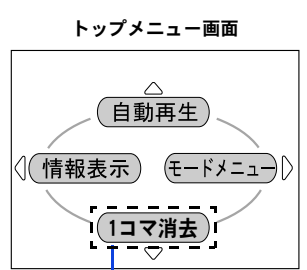 トップメニュー画面
自動再生
情報表示
モードメニュー
1コマ消去